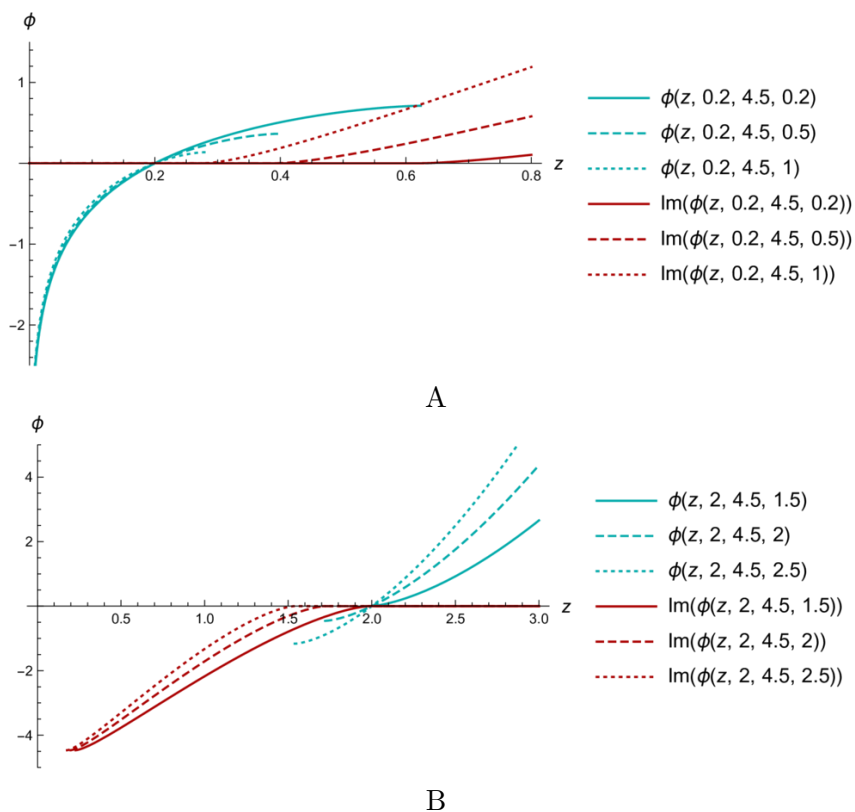 ϕ
1
-1
-2
0.2
0.4
0.6
0.8
z
ϕ(z, 0.2, 4.5, 0.2)
ϕ(z, 0.2, 4.5, 0.5)
ϕ(z, 0.2, 4.5, 1)
Im(ϕ(z, 0.2, 4.5, 0.2))
Im(ϕ(z, 0.2, 4.5, 0.5))
Im(ϕ(z, 0.2, 4.5, 1))
A
ϕ
4
2
-2
-4
0.5
1.0
1.5
2.0
2.5
3.0
z
ϕ(z, 2, 4.5, 1.5)
ϕ(z, 2, 4.5, 2)
ϕ(z, 2, 4.5, 2.5)
Im(ϕ(z, 2, 4.5, 1.5))
Im(ϕ(z, 2, 4.5, 2))
Im(ϕ(z, 2, 4.5, 2.5))
B